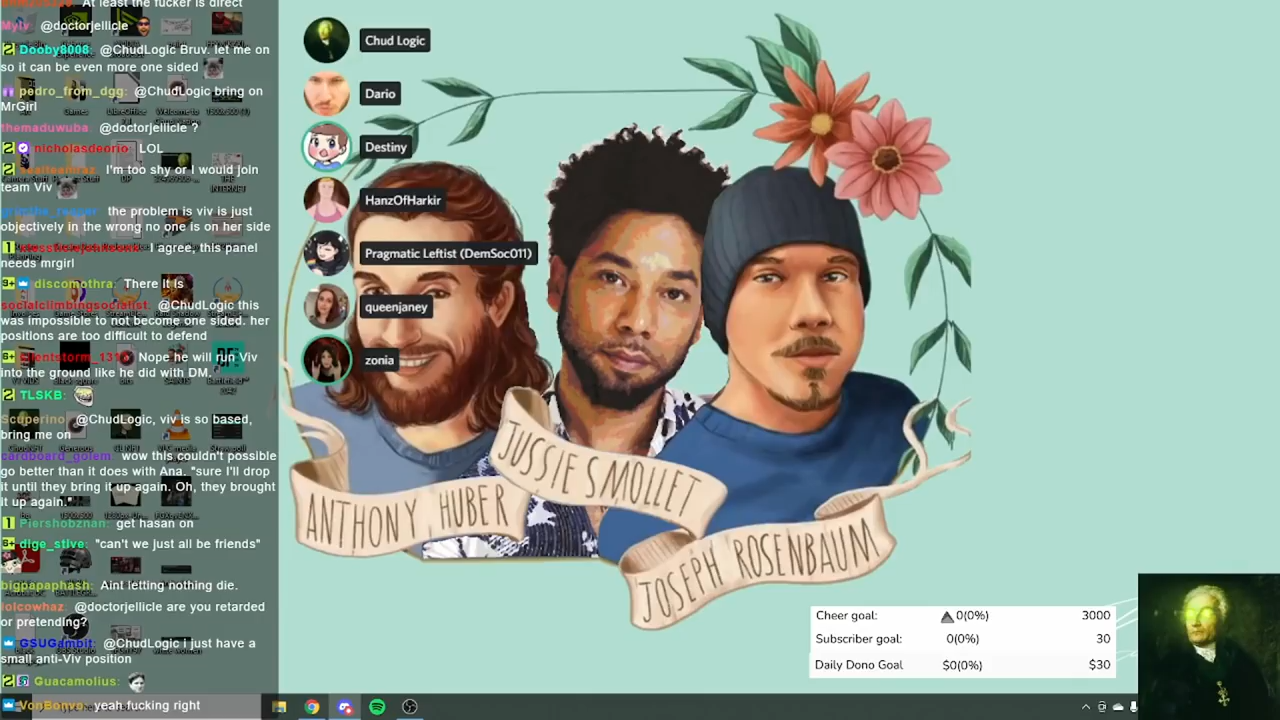 At least the fucker is direct
Mylv: @doctorjellicle
Dooby8008: @ChudLogic Bruv. let me on
so it can be even more one sided
pedro_from_dgg: @ChudLogic bring on
MrGirl
themaduwuba: @doctorjellicle ?
nicholasdeorio: LOL
I'm too shy or I would join
team Viv
the problem is viv is just
objectively in the wrong no one is on her side
I agree, this panel
needs mrgirl
discomothra: There it is
socialclimbingsocialist: @ChudLogic this
was impossible to not become one sided. her
positions are too difficult to defend
Nope he will run Viv
into the ground like he did with DM.
TLSKB:
Scuperino: @ChudLogic, viv is so based,
bring me on
cardboard_golem: wow this couldn't possible
go better than it does with Ana. "sure I'll drop
it until they bring it up again. Oh, they brought
it up again."
Piershobznan: get hasan on
dige_stive: "can't we just all be friends"
bigpapaphash: Aint letting nothing die.
lolcowhaz: @doctorjellicle are you retarded
or pretending?
GSUGambit: @ChudLogic i just have a
small anti-Viv position
Guacamolius:
VonBonvo: yeah fucking right
Chud Logic
Dario
Destiny
HanzOfHarkir
Pragmatic Leftist (DemSoc011)
queenjaney
zonia
ANTHONY HUBER
JUSSIE SMOLLET
JOSEPH ROSENBAUM
Cheer goal: 0(0%) 3000
Subscriber goal: 0(0%) 30
Daily Dono Goal $0(0%) $30